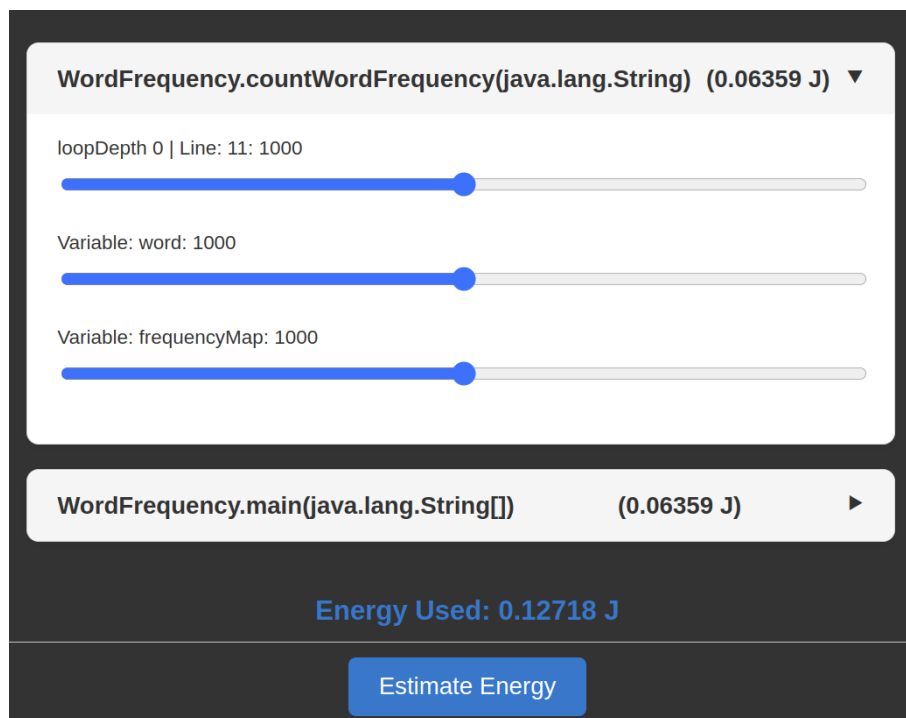 WordFrequency.countWordFrequency(java.lang.String) (0.06359 J) ▼
loopDepth 0 | Line: 11: 1000
Variable: word: 1000
Variable: frequencyMap: 1000
WordFrequency.main(java.lang.String[]) (0.06359 J) ▶
Energy Used: 0.12718 J
Estimate Energy